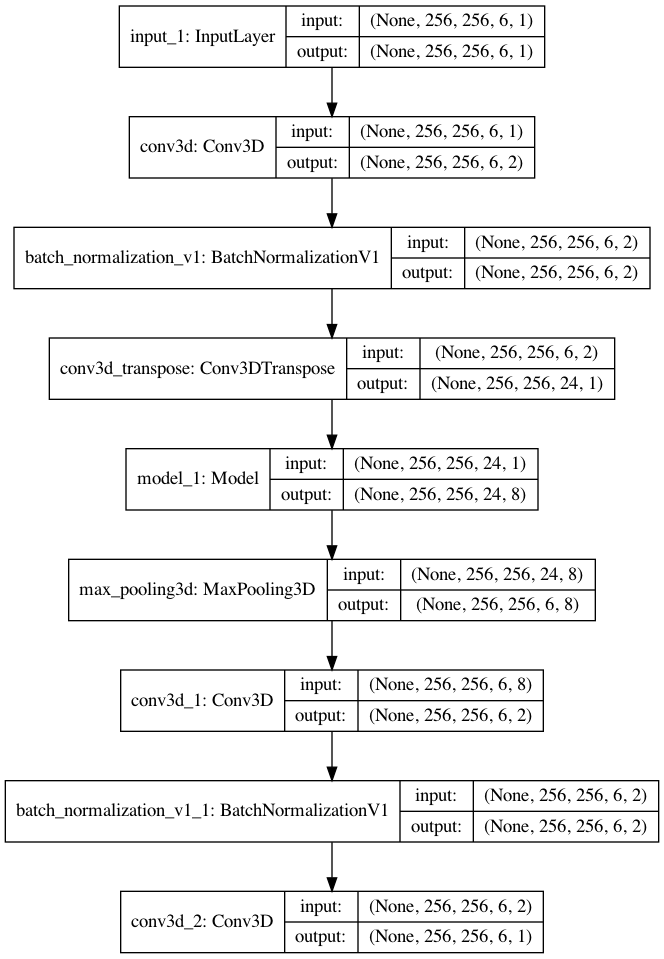 input_1: InputLayer
input:
(None, 256, 256, 6, 1)
output:
(None, 256, 256, 6, 1)
conv3d: Conv3D
input:
(None, 256, 256, 6, 1)
output:
(None, 256, 256, 6, 2)
batch_normalization_v1: BatchNormalizationV1
input:
(None, 256, 256, 6, 2)
output:
(None, 256, 256, 6, 2)
conv3d_transpose: Conv3DTranspose
input:
(None, 256, 256, 6, 2)
output:
(None, 256, 256, 24, 1)
model_1: Model
input:
(None, 256, 256, 24, 1)
output:
(None, 256, 256, 24, 8)
max_pooling3d: MaxPooling3D
input:
(None, 256, 256, 24, 8)
output:
(None, 256, 256, 6, 8)
conv3d_1: Conv3D
input:
(None, 256, 256, 6, 8)
output:
(None, 256, 256, 6, 2)
batch_normalization_v1_1: BatchNormalizationV1
input:
(None, 256, 256, 6, 2)
output:
(None, 256, 256, 6, 2)
conv3d_2: Conv3D
input:
(None, 256, 256, 6, 2)
output:
(None, 256, 256, 6, 1)